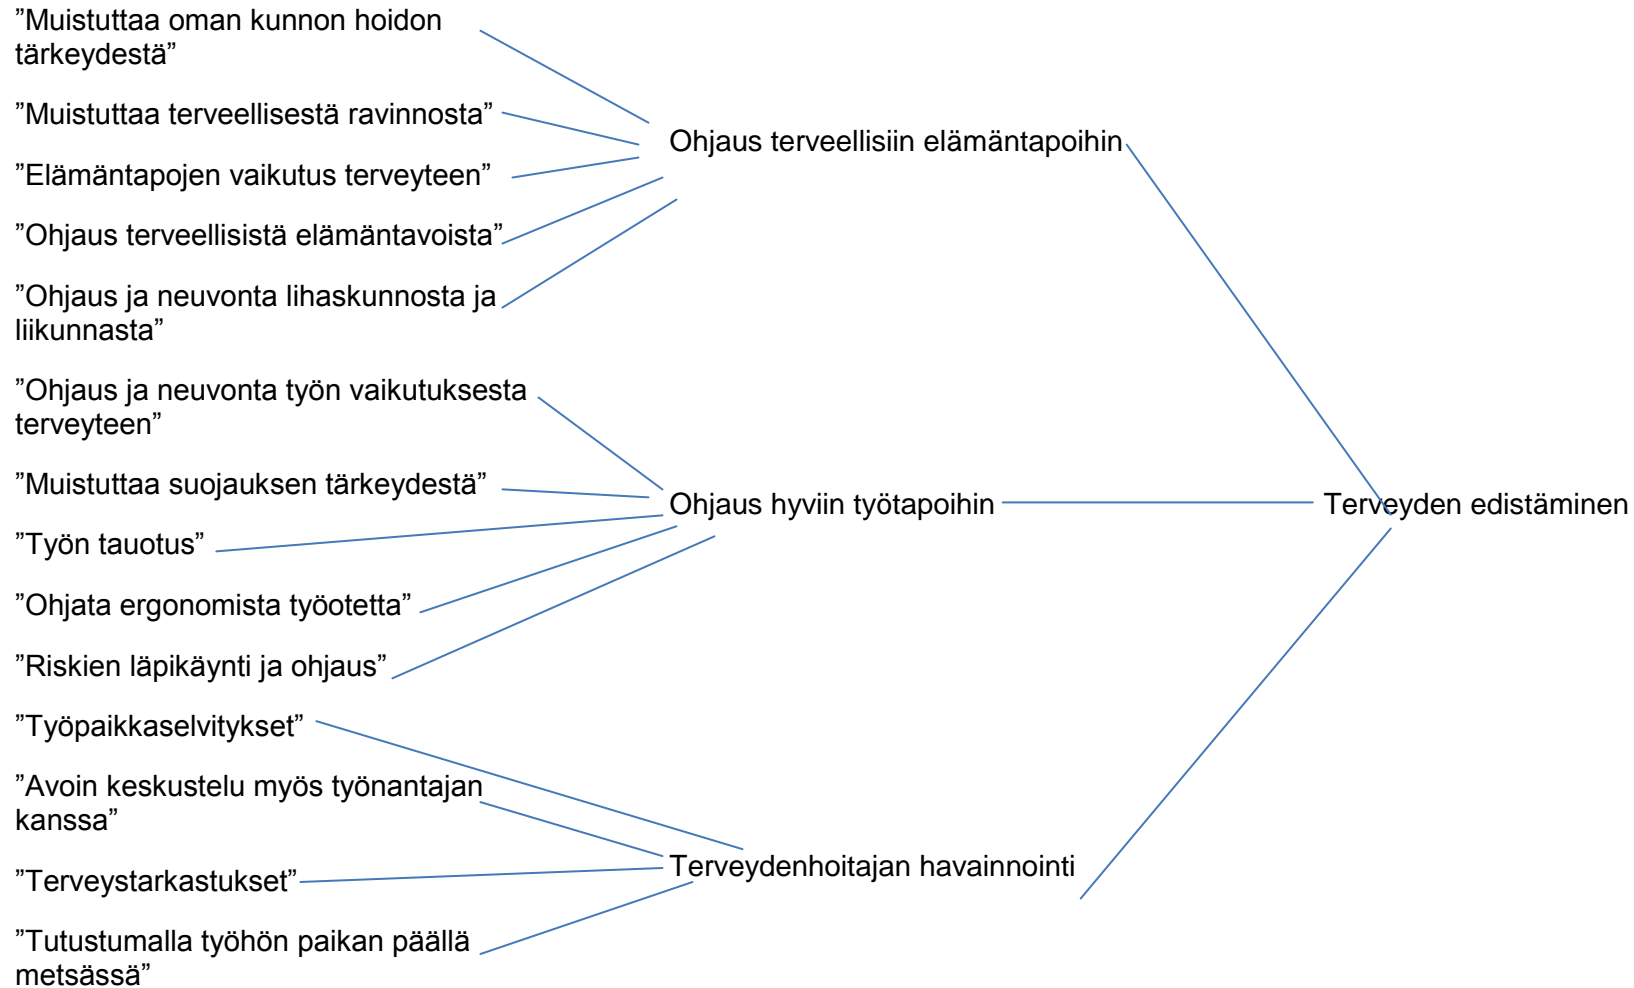 ”Muistuttaa oman kunnon hoidon
tärkeydestä”
”Muistuttaa terveellisestä ravinnosta”
”Elämäntapojen vaikutus terveyteen”
”Ohjaus terveellisistä elämäntavoista”
”Ohjaus ja neuvonta lihaskunnosta ja
liikunnasta”
Ohjaus terveellisiin elämäntapoihin
”Ohjaus ja neuvonta työn vaikutuksesta
terveyteen”
”Muistuttaa suojauksen tärkeydestä”
”Työn tauotus”
”Ohjata ergonomista työotetta”
”Riskien läpikäynti ja ohjaus”
Ohjaus hyviin työtapoihin
”Työpaikkaselvitykset”
”Avoin keskustelu myös työnantajan
kanssa”
”Terveystarkastukset”
”Tutustumalla työhön paikan päällä
metsässä”
Terveydenhoitajan havainnointi
Terveyden edistäminen